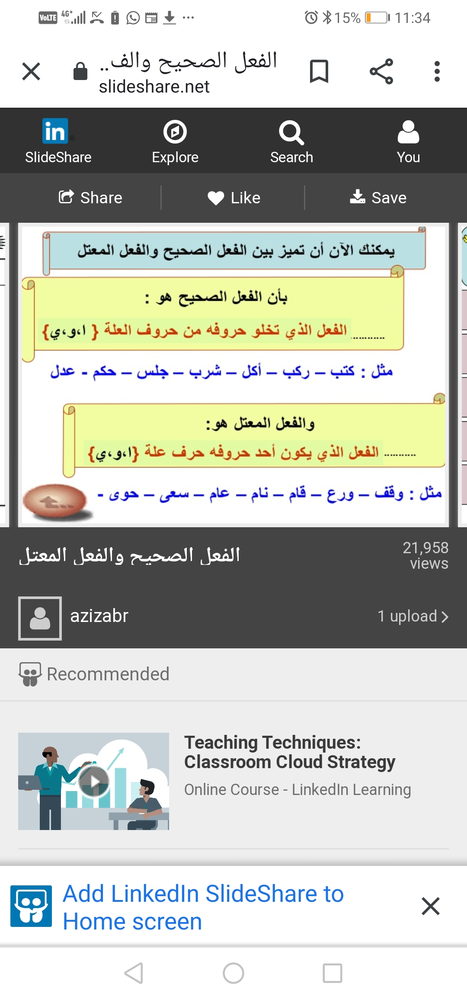 VoLTE 4G+ 15% 11:34
الفعل الصحيح والف..
slideshare.net
in
SlideShare Explore Search You
Share Like Save
يمكنك الآن أن تميز بين الفعل الصحيح والفعل المعتل
بأن الفعل الصحيح هو :
............ الفعل الذي تخلو حروفه من حروف العلة { ا،و،ي}
مثل : كتب – ركب – أكل – شرب – جلس – حكم - عدل
والفعل المعتل هو:
............ الفعل الذي يكون أحد حروفه حرف علة {ا،و،ي}
مثل : وقف – ورع – قام – نام – عام – سعى – حوى -
الفعل الصحيح والفعل المعتل
21,958
views
azizabr 1 upload
Recommended
Teaching Techniques:
Classroom Cloud Strategy
Online Course - LinkedIn Learning
Add LinkedIn SlideShare to
Home screen